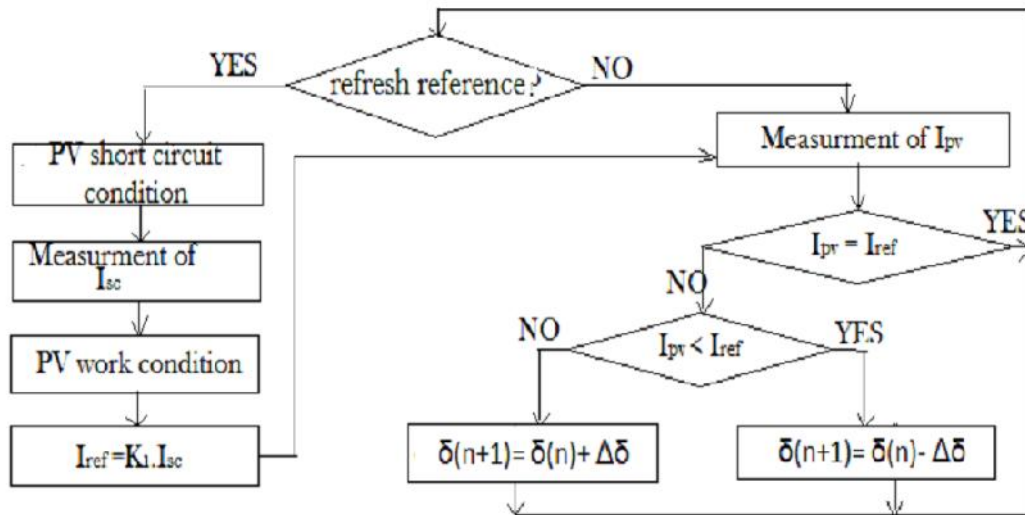 refresh reference?
YES
NO
PV short circuit
condition
Measurment of
Isc
PV work condition
Iref =K1.Isc
Measurment of Ipv
Ipv = Iref
YES
NO
Ipv < Iref
NO
YES
δ(n+1)= δ(n)+ Δδ
δ(n+1)= δ(n)- Δδ